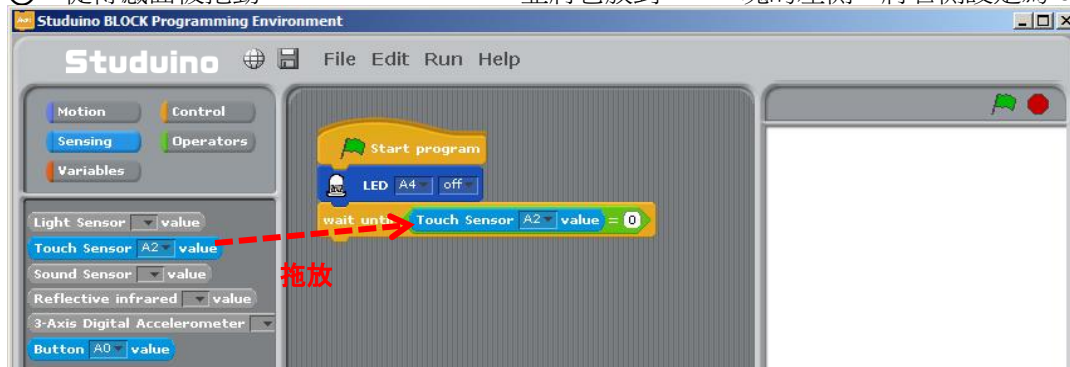 Studuino BLOCK Programming Environment
Studuino File Edit Run Help
Motion Control
Sensing Operators
Variables
Light Sensor value
Touch Sensor A2 value
Sound Sensor value
Reflective infrared value
3-Axis Digital Accelerometer
Button A0 value
Start program
LED A4 off
wait until Touch Sensor A2 value = 0
拖放